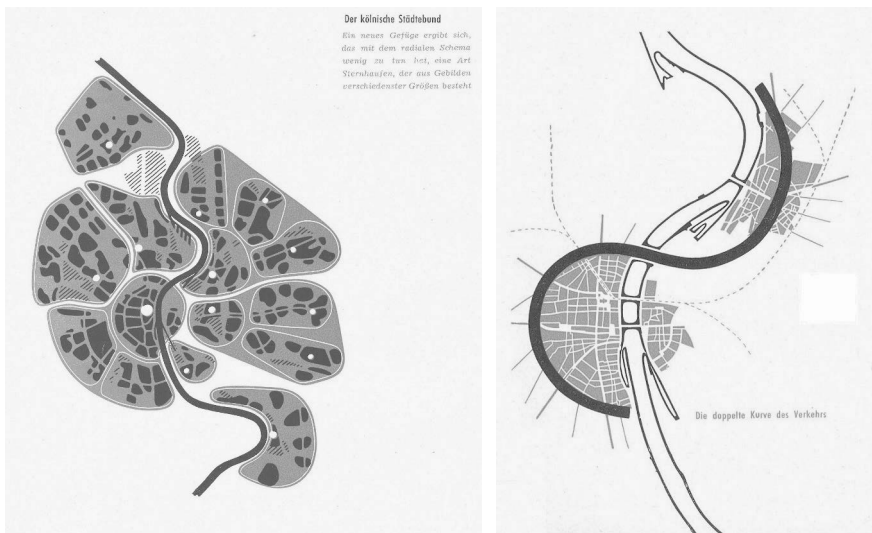 Der kölnische Städtebund
Ein neues Gefüge ergibt sich,
das mit dem radialen Schema
wenig zu tun hat, eine Art
Sternhaufen, der aus Gebilden
verschiedenster Größen besteht
Die doppelte Kurve des Verkehrs